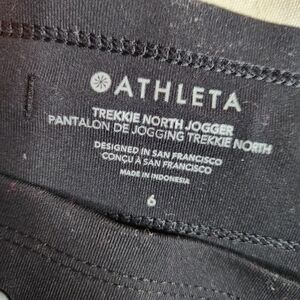 ATHLETA
TREKKIE NORTH JOGGER
PANTALON DE JOGGING TREKKIE NORTH
DESIGNED IN SAN FRANCISCO
CONÇU À SAN FRANCISCO
MADE IN INDONESIA
6